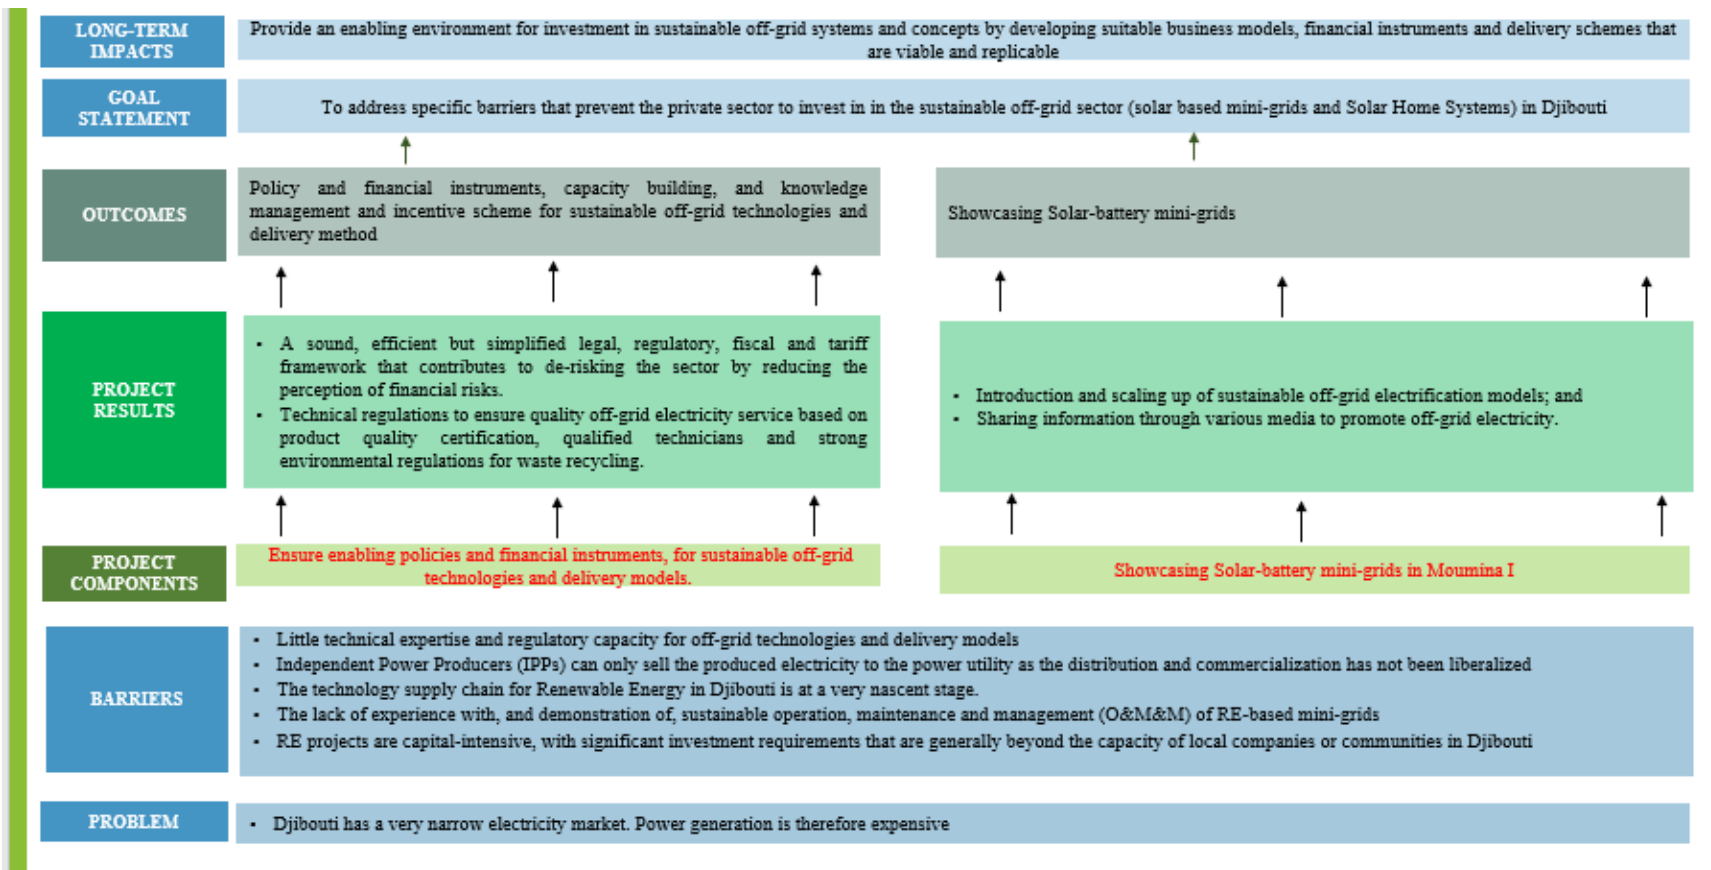 LONG-TERM
IMPACTS
Provide an enabling environment for investment in sustainable off-grid systems and concepts by developing suitable business models, financial instruments and delivery schemes that
are viable and replicable
GOAL
STATEMENT
To address specific barriers that prevent the private sector to invest in in the sustainable off-grid sector (solar based mini-grids and Solar Home Systems) in Djibouti
OUTCOMES
Policy and financial instruments, capacity building, and knowledge
management and incentive scheme for sustainable off-grid technologies and
delivery method
Showcasing Solar-battery mini-grids
PROJECT
RESULTS
• A sound, efficient but simplified legal, regulatory, fiscal and tariff
framework that contributes to de-risking the sector by reducing the
perception of financial risks.
• Technical regulations to ensure quality off-grid electricity service based on
product quality certification, qualified technicians and strong
environmental regulations for waste recycling.
• Introduction and scaling up of sustainable off-grid electrification models; and
• Sharing information through various media to promote off-grid electricity.
PROJECT
COMPONENTS
Ensure enabling policies and financial instruments, for sustainable off-grid
technologies and delivery models.
Showcasing Solar-battery mini-grids in Moumina I
BARRIERS
• Little technical expertise and regulatory capacity for off-grid technologies and delivery models
• Independent Power Producers (IPPs) can only sell the produced electricity to the power utility as the distribution and commercialization has not been liberalized
• The technology supply chain for Renewable Energy in Djibouti is at a very nascent stage.
• The lack of experience with, and demonstration of, sustainable operation, maintenance and management (O&M&M) of RE-based mini-grids
• RE projects are capital-intensive, with significant investment requirements that are generally beyond the capacity of local companies or communities in Djibouti
PROBLEM
• Djibouti has a very narrow electricity market. Power generation is therefore expensive